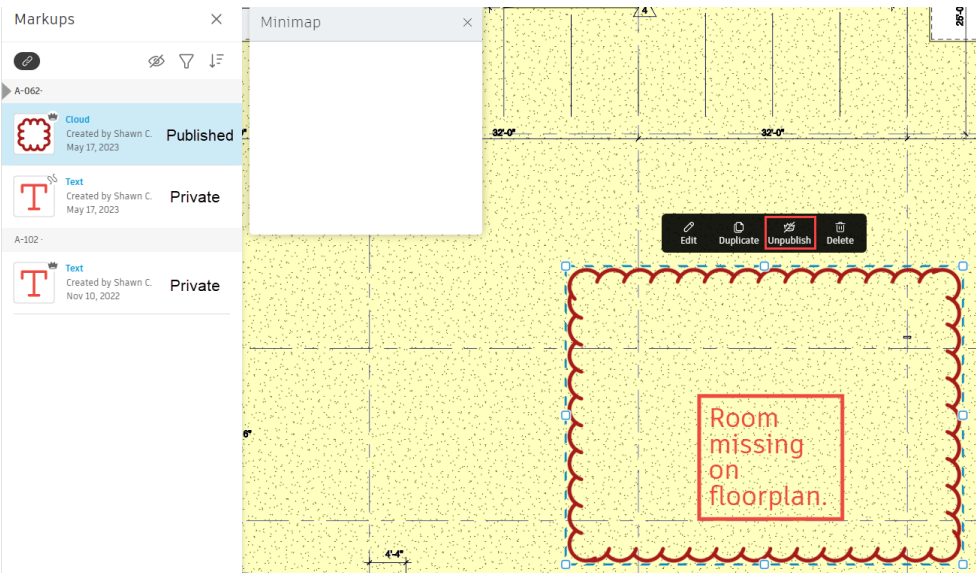 Markups
A-062-
Cloud
Created by Shawn C.
May 17, 2023
Published
Text
Created by Shawn C.
May 17, 2023
Private
A-102 -
Text
Created by Shawn C.
Nov 10, 2022
Private
Minimap
4
32'-0"
32'-0"
Edit
Duplicate
Unpublish
Delete
Room
missing
on
floorplan.
6"
4'-4"